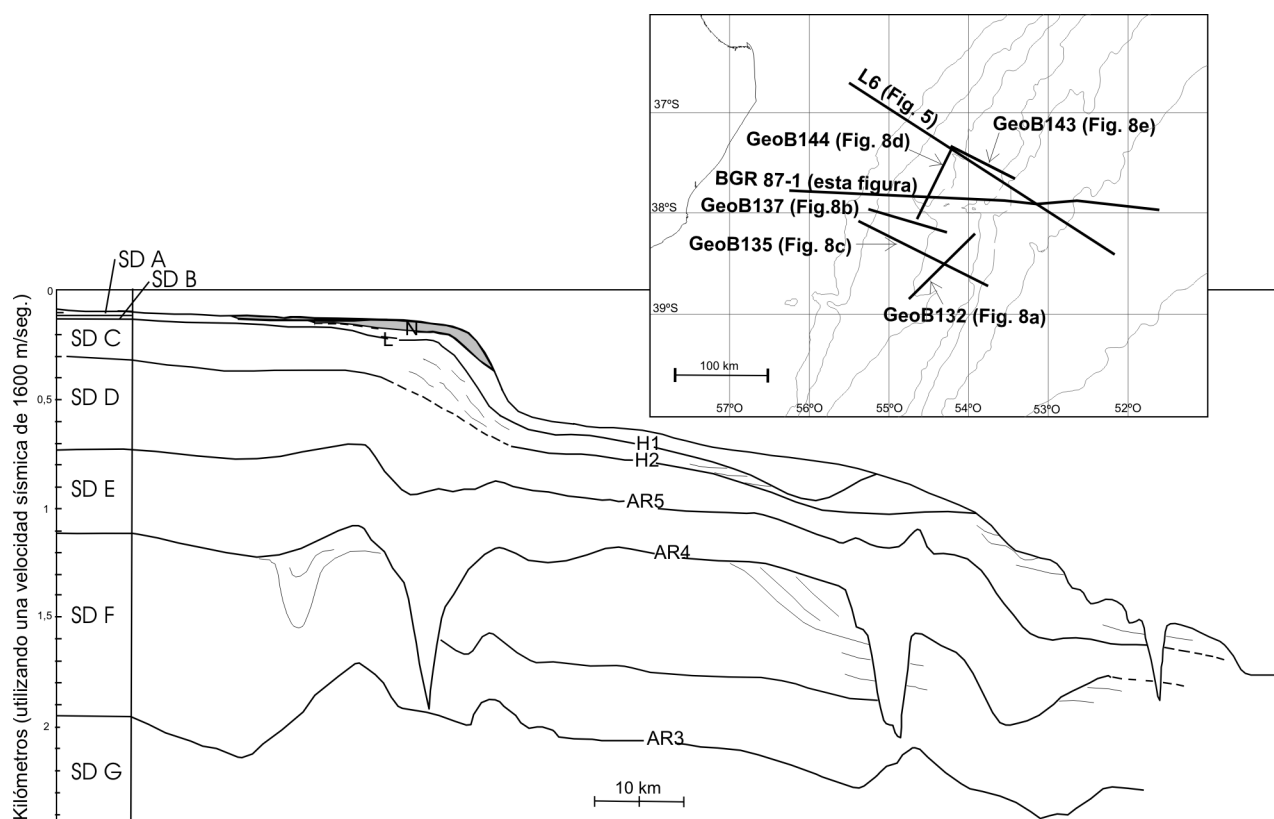 L6 (Fig. 5)
37ºS
GeoB143 (Fig. 8e)
GeoB144 (Fig. 8d)
BGR 87-1 (esta figura)
GeoB137 (Fig.8b)
38ºS
GeoB135 (Fig. 8c)
39ºS
GeoB132 (Fig. 8a)
100 km
57ºO
56ºO
55ºO
54ºO
53ºO
52ºO
SD A
SD B
0
N
SD C
L
SD D
0,5
H1
H2
SD E
AR5
1
AR4
SD F
1,5
2
AR3
SD G
10 km
Kilómetros (utilizando una velocidad sísmica de 1600 m/seg.)